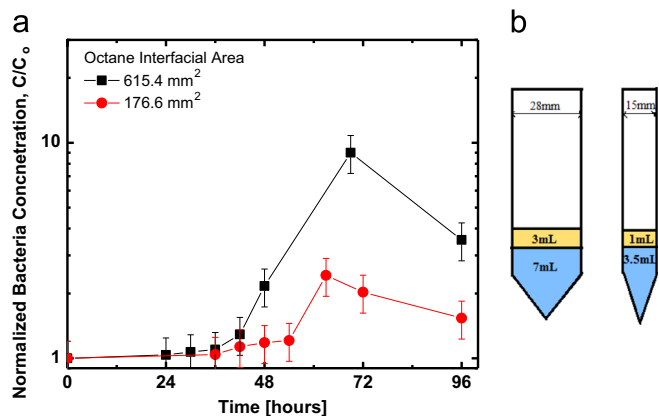 a
Normalized Bacteria Concnetration, C/C₀
Octane Interfacial Area
615.4 mm²
176.6 mm²
10
1
0
24
48
72
96
Time [hours]
b
28mm
15mm
3mL
1mL
7mL
3.5mL